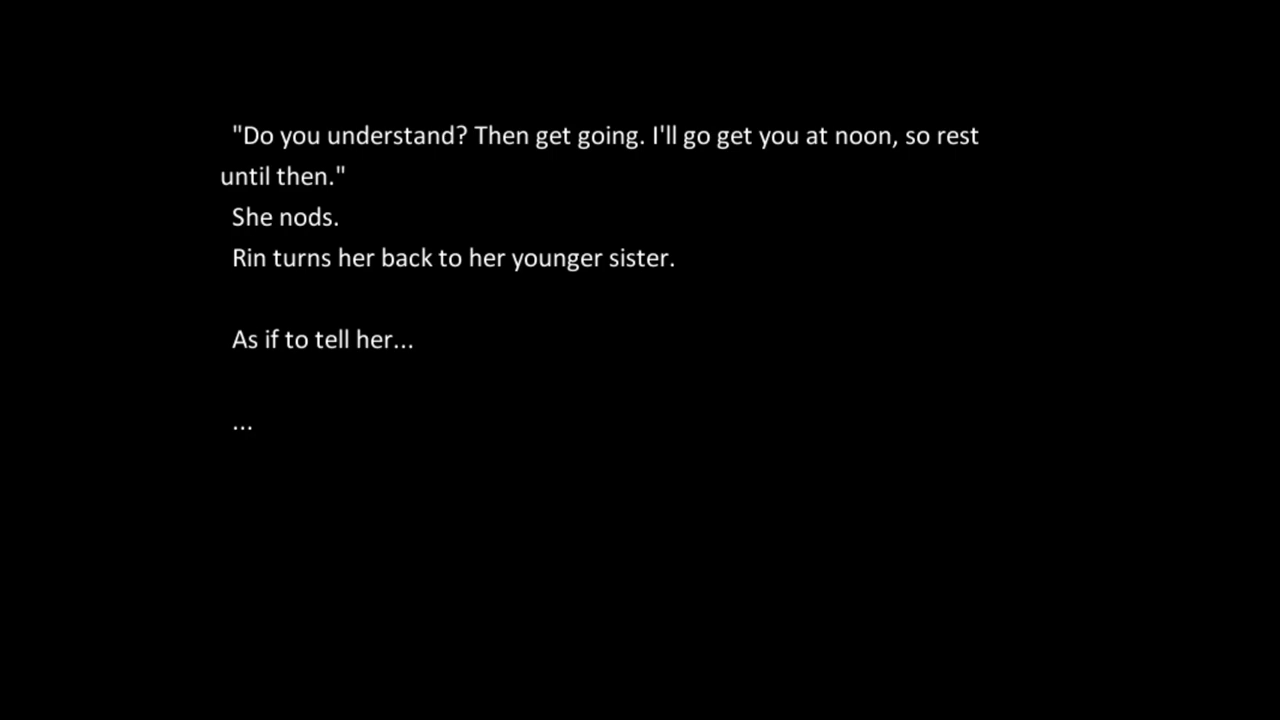 "Do you understand? Then get going. I'll go get you at noon, so rest
until then."
She nods.
Rin turns her back to her younger sister.
As if to tell her...
...